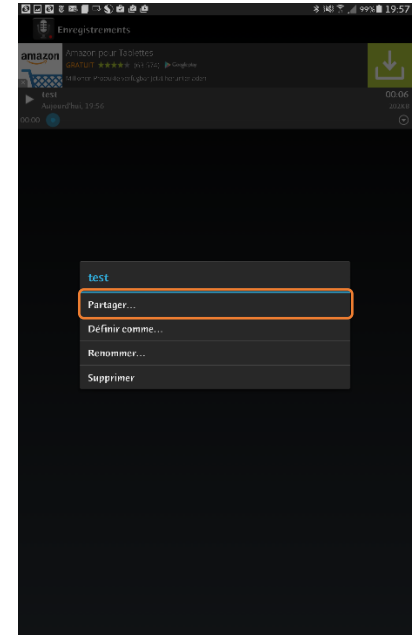 99% 19:57
Enregistrements
amazon
Amazon pour Tablettes
GRATUIT
test
00:06
Aujourd'hui, 19:56
00:00
test
Partager...
Définir comme...
Renommer...
Supprimer